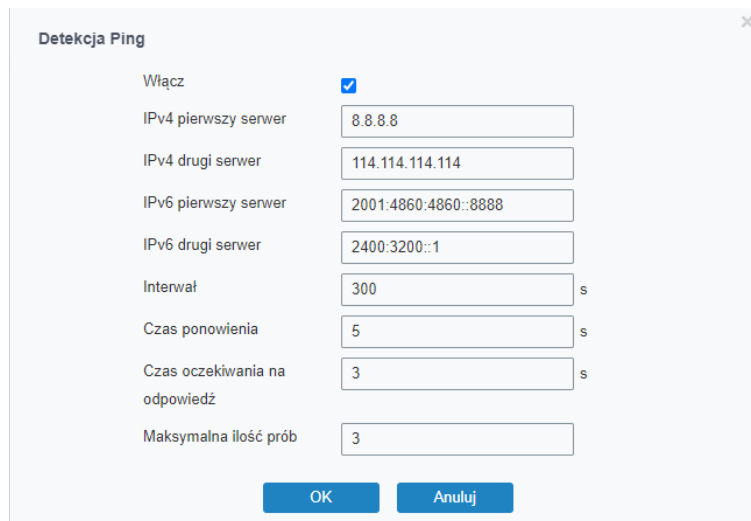 Detekcja Ping
Włącz
IPv4 pierwszy serwer 8.8.8.8
IPv4 drugi serwer 114.114.114.114
IPv6 pierwszy serwer 2001:4860:4860::8888
IPv6 drugi serwer 2400:3200::1
Interwał 300 s
Czas ponowienia 5 s
Czas oczekiwania na 3 s
odpowiedź
Maksymalna ilość prób 3
OK Anuluj